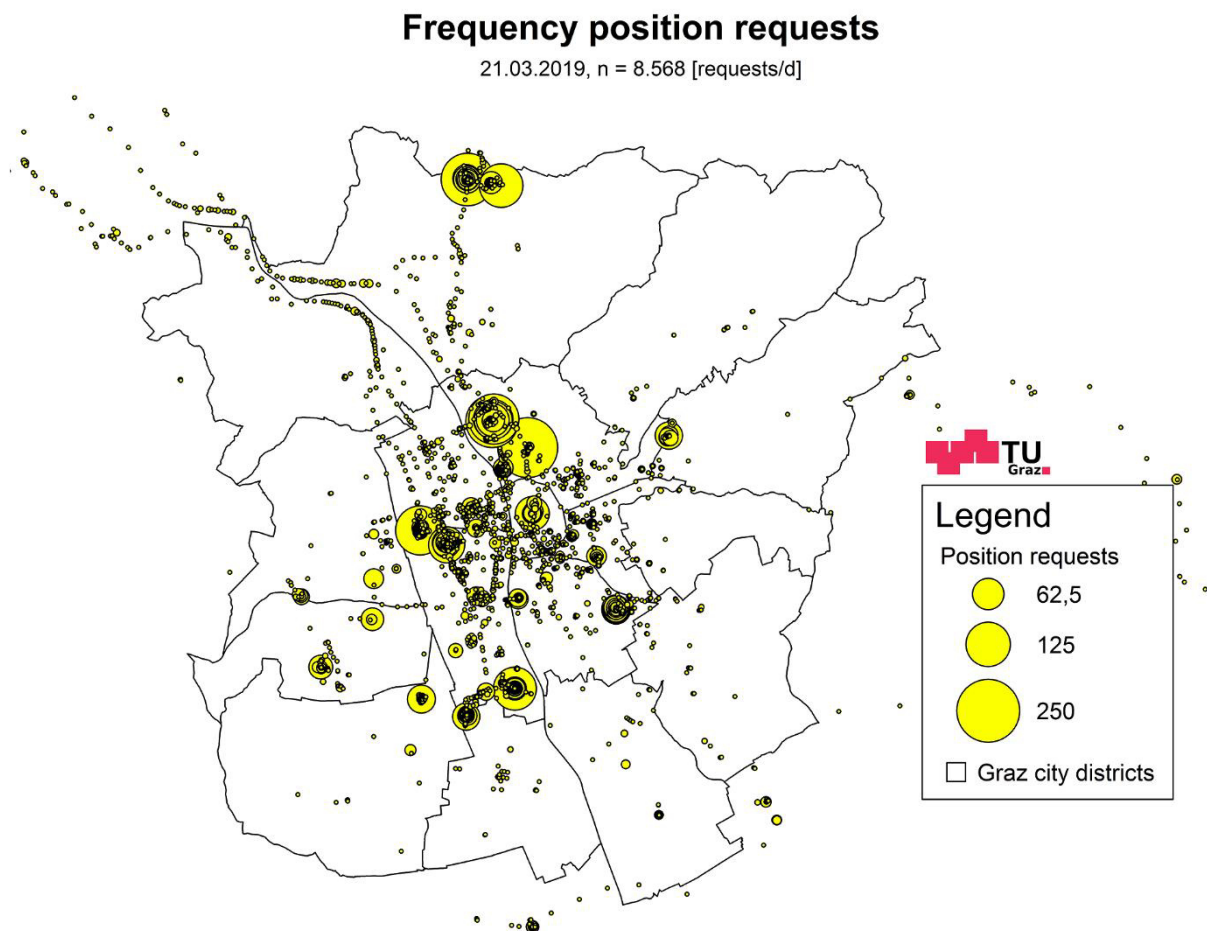 Frequency position requests
21.03.2019, n = 8.568 [requests/d]
TU
Graz
Legend
Position requests
62,5
125
250
Graz city districts